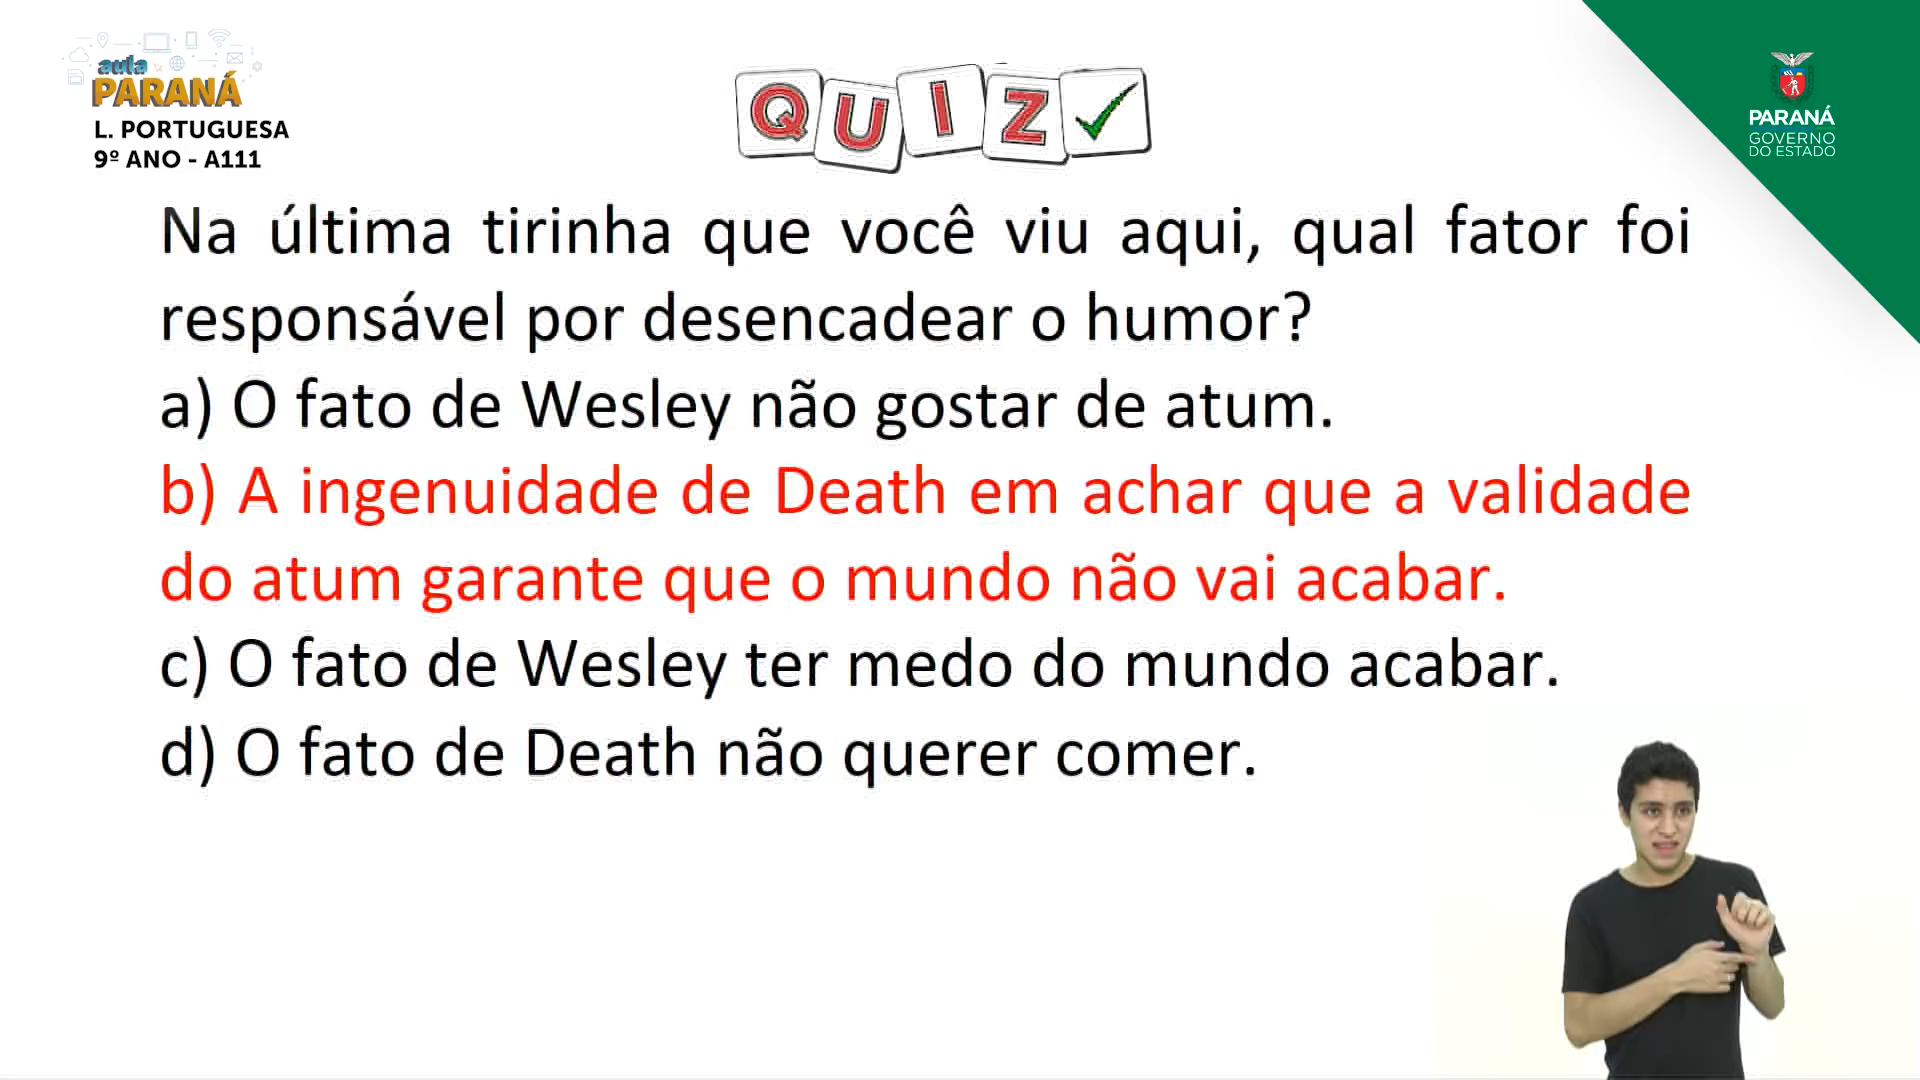 aula
PARANÁ
L. PORTUGUESA
9º ANO - A111
QUIZ
PARANÁ
GOVERNO
DO ESTADO
Na última tirinha que você viu aqui, qual fator foi
responsável por desencadear o humor?
a) O fato de Wesley não gostar de atum.
b) A ingenuidade de Death em achar que a validade
do atum garante que o mundo não vai acabar.
c) O fato de Wesley ter medo do mundo acabar.
d) O fato de Death não querer comer.